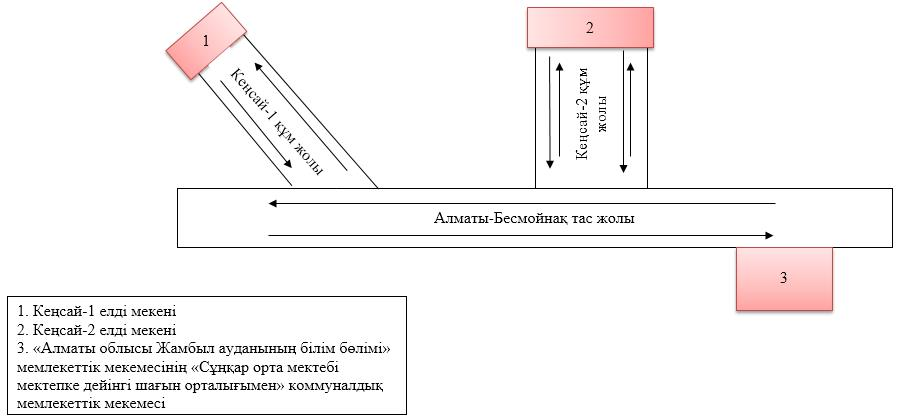 1
2
Кеңсай-1 құм жолы
Кеңсай-2 құм
жолы
Алматы-Бесмойнақ тас жолы
3
1. Кеңсай-1 елді мекені
2. Кеңсай-2 елді мекені
3. «Алматы облысы Жамбыл ауданының білім бөлімі»
мемлекеттік мекемесінің «Сұңқар орта мектебі
мектепке дейінгі шағын орталығымен» коммуналдық
мемлекеттік мекемесі